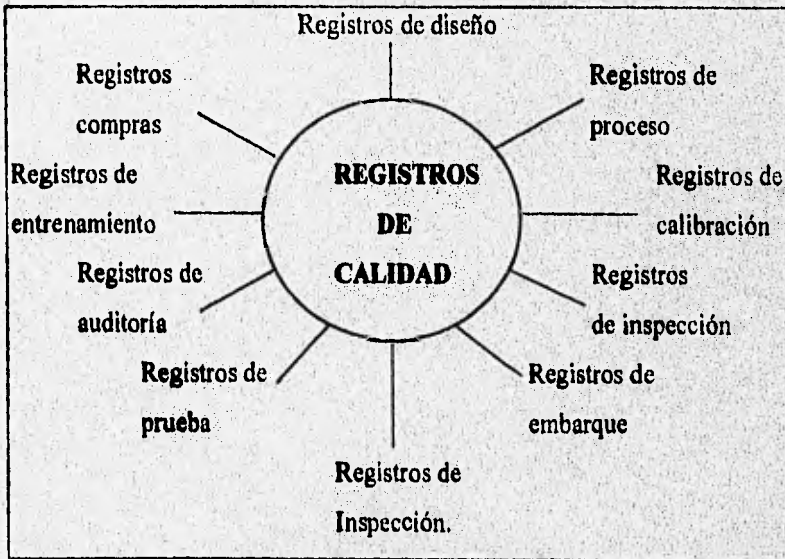 Registros de diseño
Registros
compras
Registros de
proceso
Registros de
entrenamiento
REGISTROS
DE
CALIDAD
Registros de
calibración
Registros de
auditoría
Registros
de inspección
Registros de
prueba
Registros de
embarque
Registros de
Inspección.